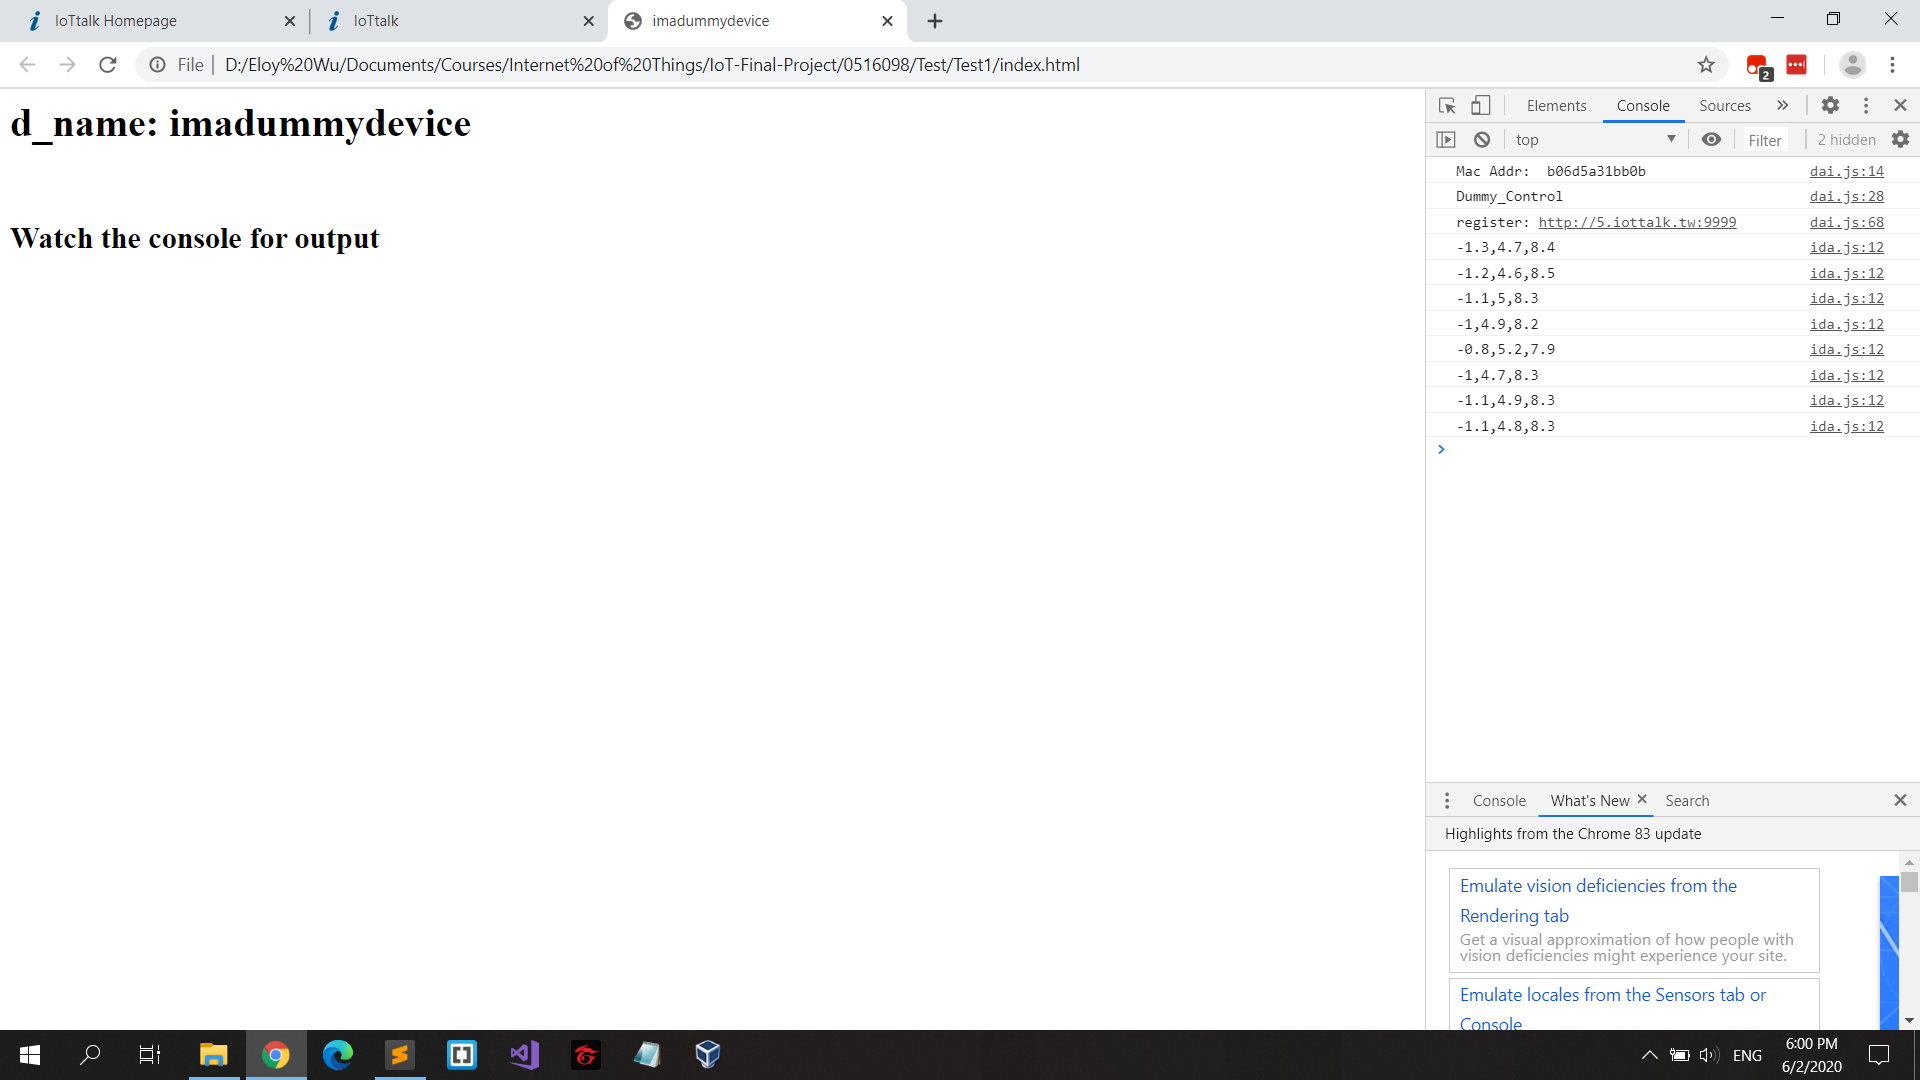 IoTtalk Homepage
IoTtalk
imadummydevice
File
D:/Eloy%20Wu/Documents/Courses/Internet%20of%20Things/IoT-Final-Project/0516098/Test/Test1/index.html
2
d_name: imadummydevice
Watch the console for output
Elements
Console
Sources
top
Filter
2 hidden
Mac Addr:  b06d5a31bb0b dai.js:14
Dummy_Control dai.js:28
register: http://5.iottalk.tw:9999 dai.js:68
-1.3,4.7,8.4 ida.js:12
-1.2,4.6,8.5 ida.js:12
-1.1,5,8.3 ida.js:12
-1,4.9,8.2 ida.js:12
-0.8,5.2,7.9 ida.js:12
-1,4.7,8.3 ida.js:12
-1.1,4.9,8.3 ida.js:12
-1.1,4.8,8.3 ida.js:12
Console
What's New
Search
Highlights from the Chrome 83 update
Emulate vision deficiencies from the
Rendering tab
Get a visual approximation of how people with
vision deficiencies might experience your site.
Emulate locales from the Sensors tab or
Console
ENG
6:00 PM
6/2/2020